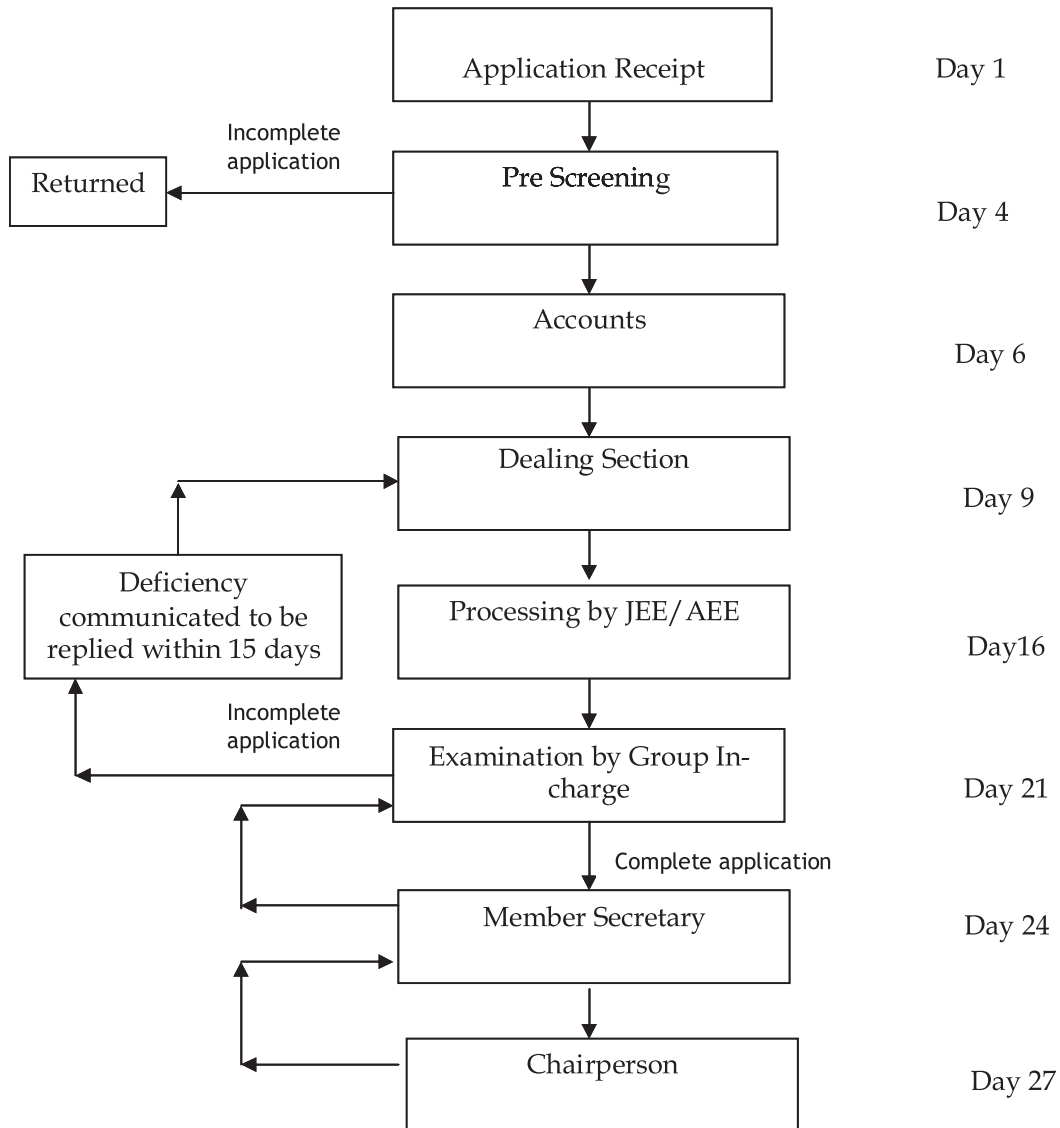 Application Receipt
Day 1
Incomplete
application
Returned
Pre Screening
Day 4
Accounts
Day 6
Dealing Section
Day 9
Deficiency
communicated to be
replied within 15 days
Processing by JEE/AEE
Day16
Incomplete
application
Examination by Group In-
charge
Day 21
Complete application
Member Secretary
Day 24
Chairperson
Day 27